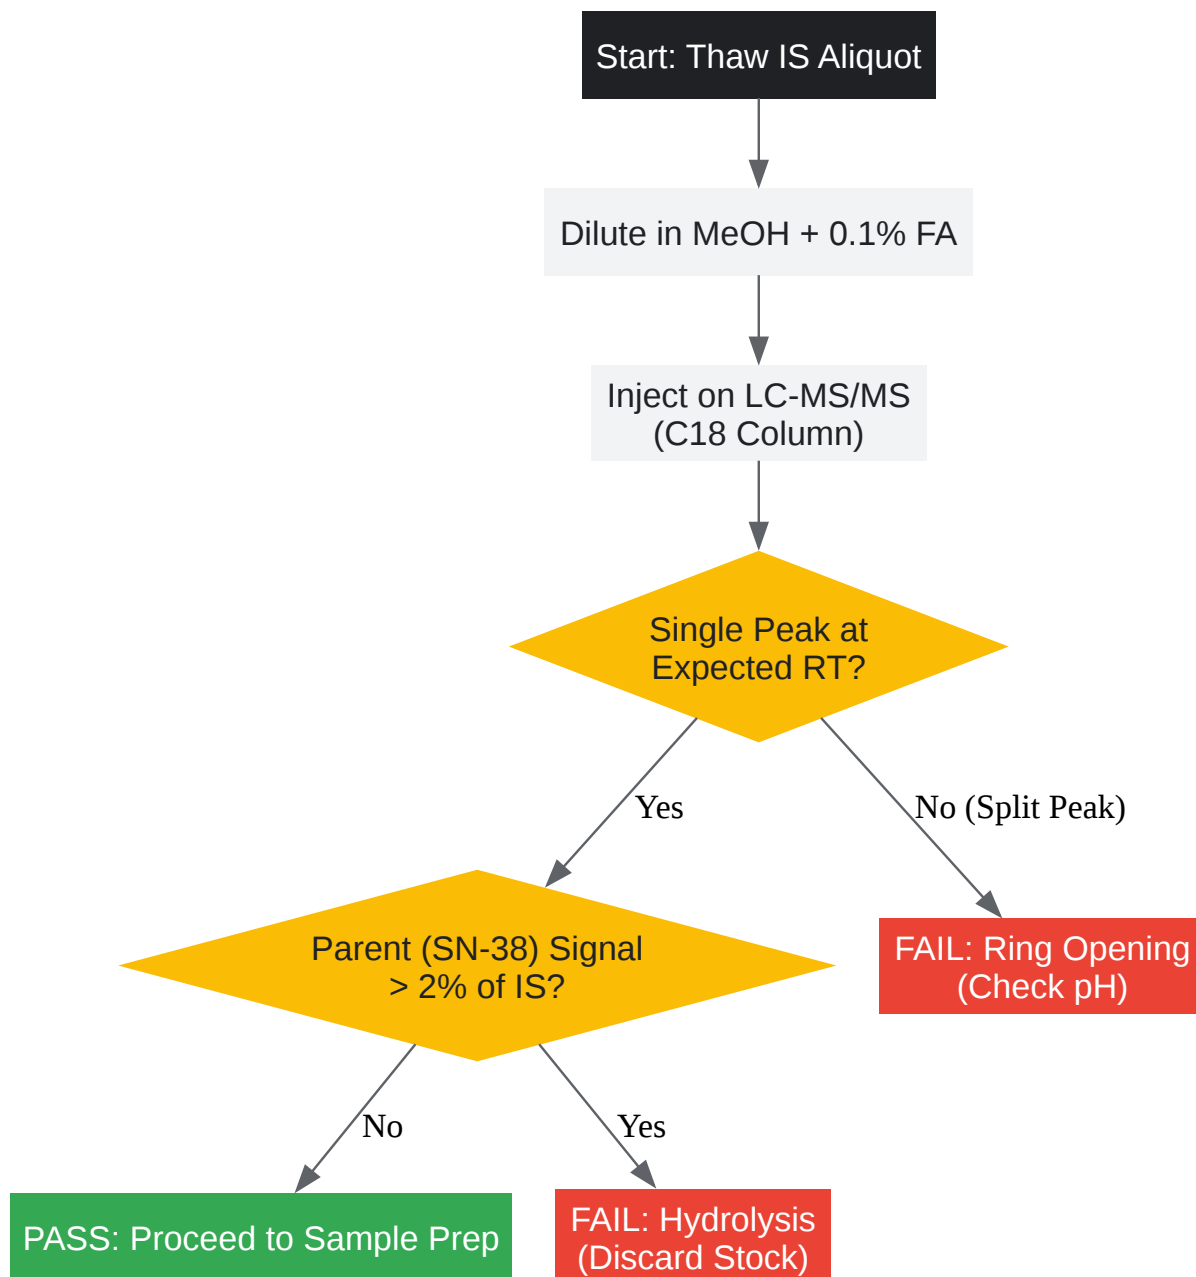 Start: Thaw IS Aliquot
Dilute in MeOH + 0.1% FA
Inject on LC-MS/MS
(C18 Column)
Single Peak at
Expected RT?
Yes
No (Split Peak)
Parent (SN-38) Signal
> 2% of IS?
FAIL: Ring Opening
(Check pH)
No
Yes
PASS: Proceed to Sample Prep
FAIL: Hydrolysis
(Discard Stock)